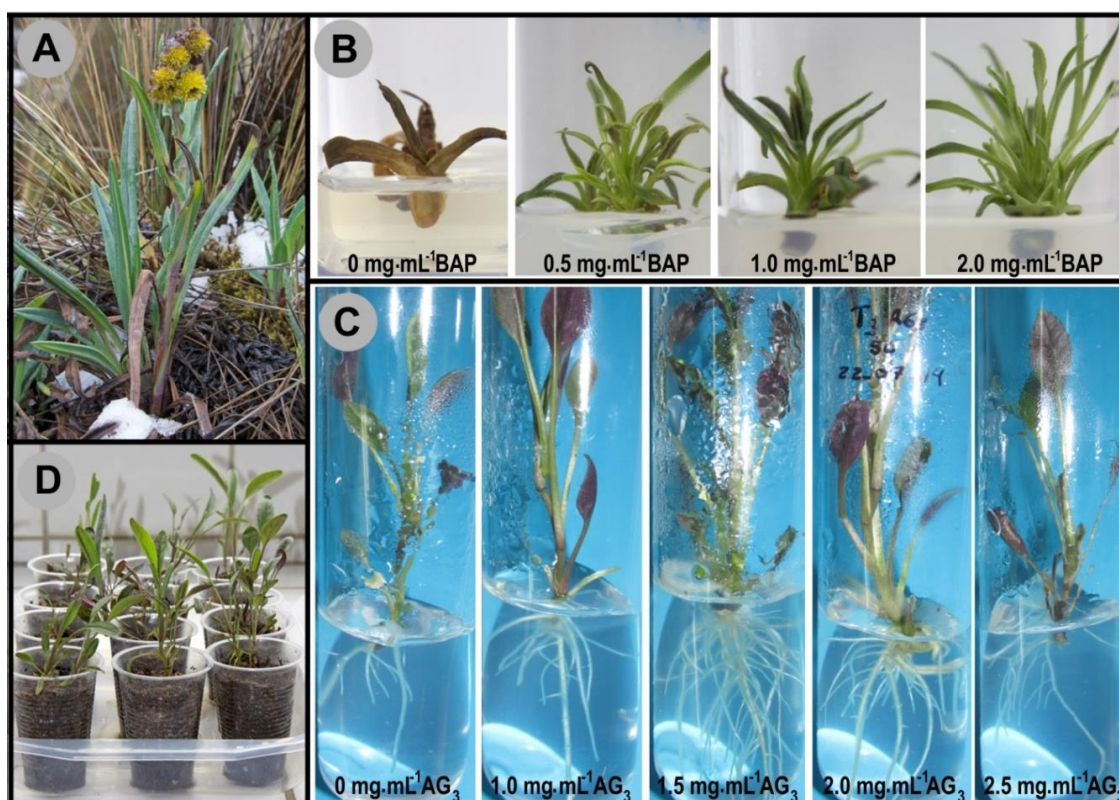 A
B
0 mg·mL⁻¹BAP
0.5 mg·mL⁻¹BAP
1.0 mg·mL⁻¹BAP
2.0 mg·mL⁻¹BAP
C
0 mg·mL⁻¹AG₃
1.0 mg·mL⁻¹AG₃
1.5 mg·mL⁻¹AG₃
2.0 mg·mL⁻¹AG₃
2.5 mg·mL⁻¹AG
D